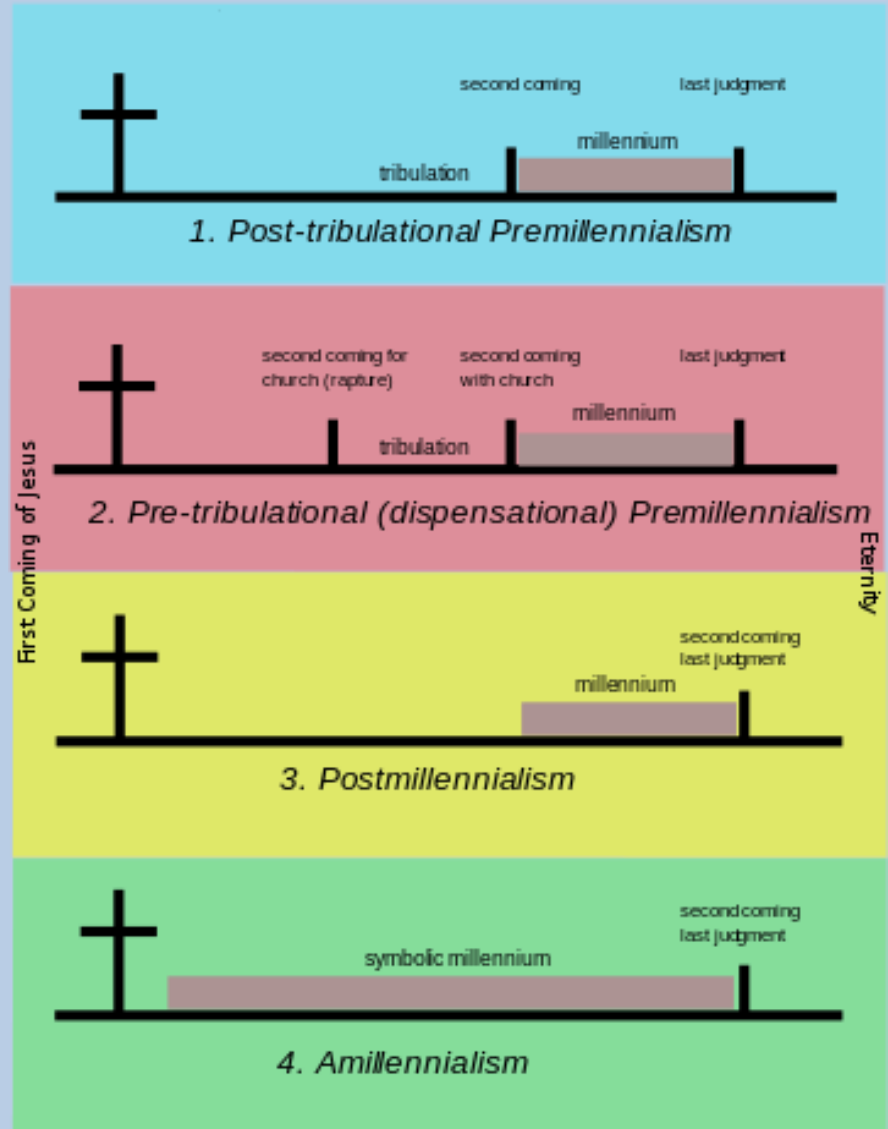 second coming
last judgment
millennium
tribulation
1. Post-tribulational Premillennialism
second coming for
church (rapture)
second coming
with church
last judgment
millennium
tribulation
2. Pre-tribulational (dispensational) Premillennialism
First Coming of Jesus
Eternity
second coming
last judgment
millennium
3. Postmillennialism
second coming
last judgment
symbolic millennium
4. Amillennialism